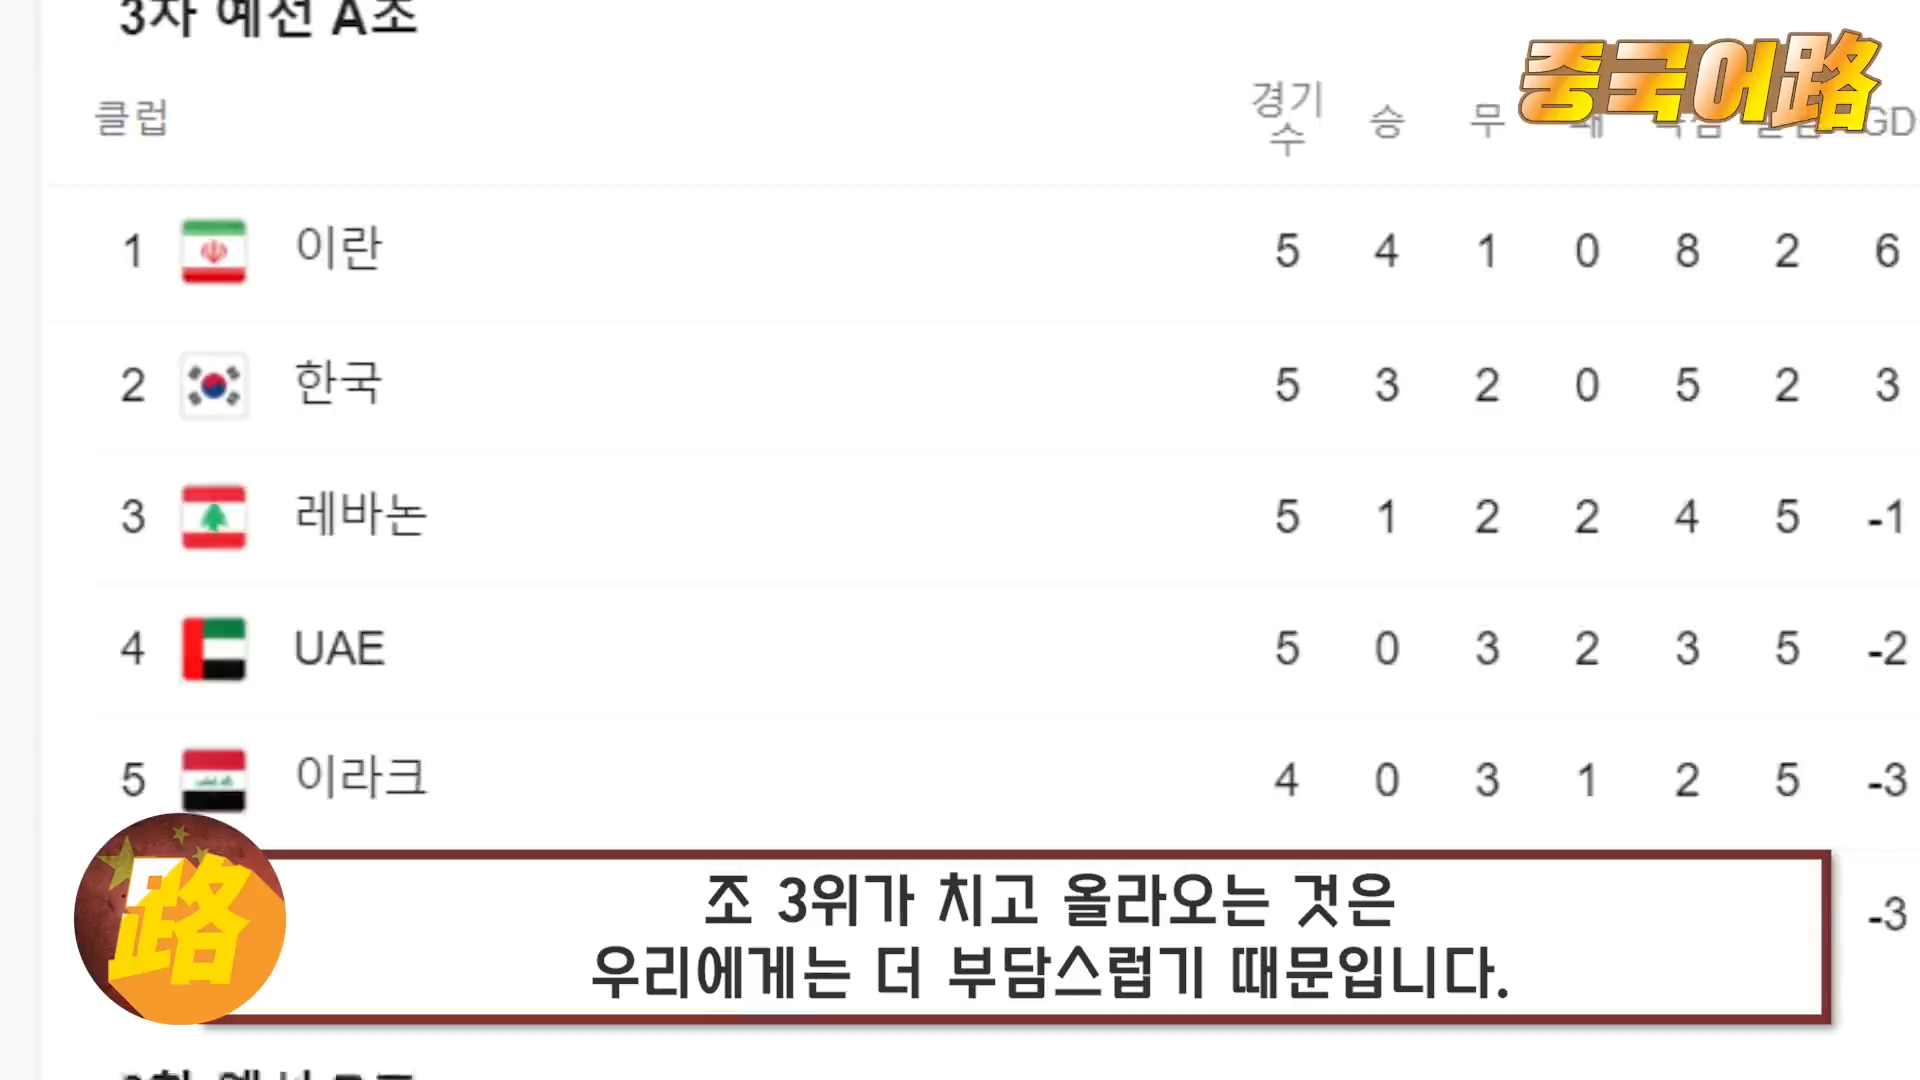 3차 예선 A조
중국어路
클럽 경기수 승 무 GD
1 이란 5 4 1 0 8 2 6
2 한국 5 3 2 0 5 2 3
3 레바논 5 1 2 2 4 5 -1
4 UAE 5 0 3 2 3 5 -2
5 이라크 4 0 3 1 2 5 -3
-3
路
조 3위가 치고 올라오는 것은
우리에게는 더 부담스럽기 때문입니다.